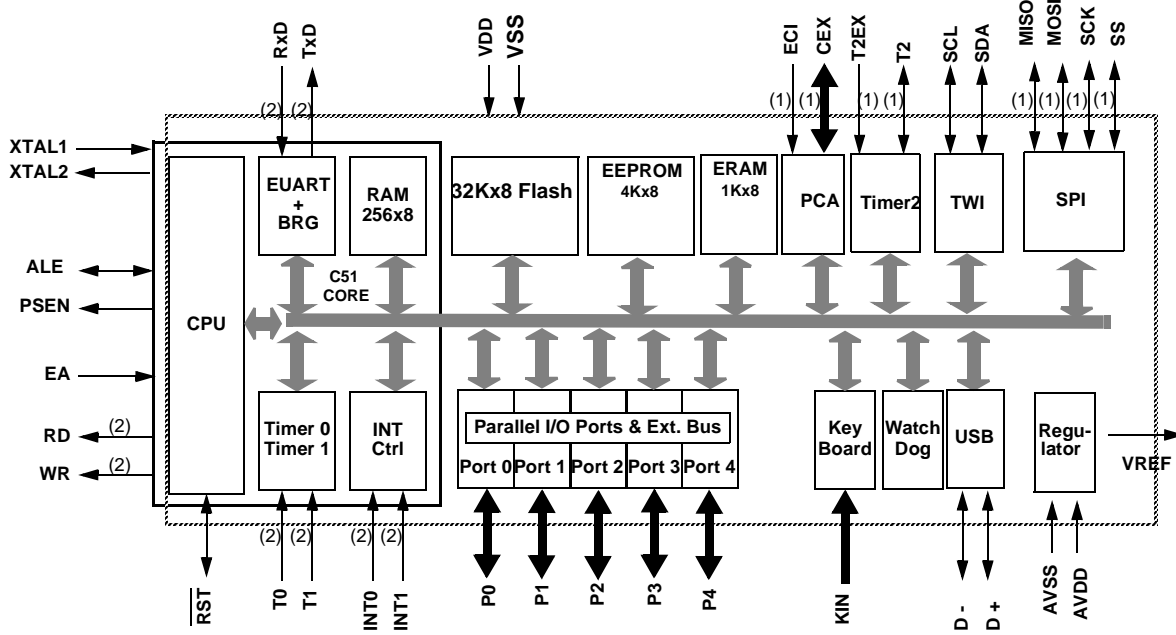 RxD
TxD
VDD
VSS
ECI
CEX
T2EX
T2
SCL
SDA
MISO
MOSI
SCK
SS
(2) (2)
(1) (1) (1) (1)
(1) (1) (1) (1)
XTAL1
XTAL2
ALE
PSEN
EA
RD (2)
WR (2)
CPU
EUART
+
BRG
RAM
256x8
C51
CORE
32Kx8 Flash
EEPROM
4Kx8
ERAM
1Kx8
PCA
Timer2
TWI
SPI
Timer 0
Timer 1
INT
Ctrl
Parallel I/O Ports & Ext. Bus
Port 0 Port 1 Port 2 Port 3 Port 4
Key
Board
Watch
Dog
USB
Regu-
lator
VREF
(2) (2) (2) (2)
RST
T0
T1
INT0
INT1
P0
P1
P2
P3
P4
KIN
D -
D +
AVSS
AVDD